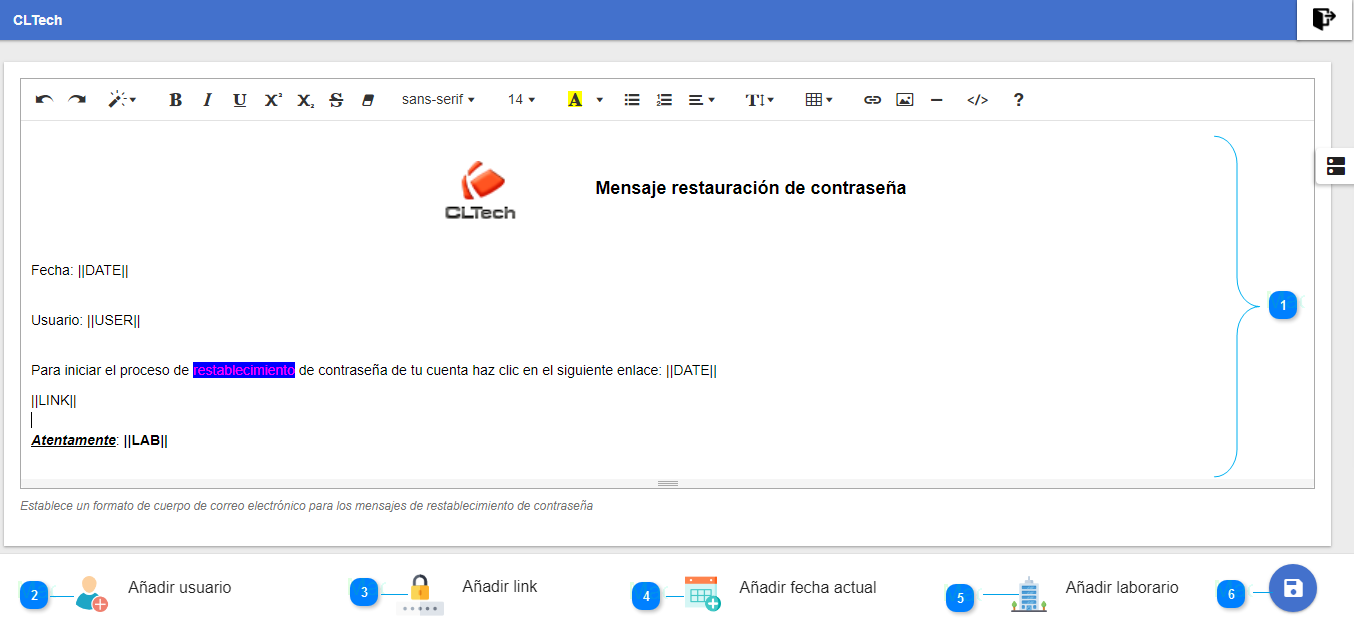 CLTech
B I U X² X₂ S sans-serif 14 A TI </> ?
CLTech
Mensaje restauración de contraseña
Fecha: ||DATE||
1
Usuario: ||USER||
Para iniciar el proceso de restablecimiento de contraseña de tu cuenta haz clic en el siguiente enlace: ||DATE||
||LINK||
Atentamente: ||LAB||
Establece un formato de cuerpo de correo electrónico para los mensajes de restablecimiento de contraseña
2 Añadir usuario 3 Añadir link 4 Añadir fecha actual 5 Añadir laborario 6